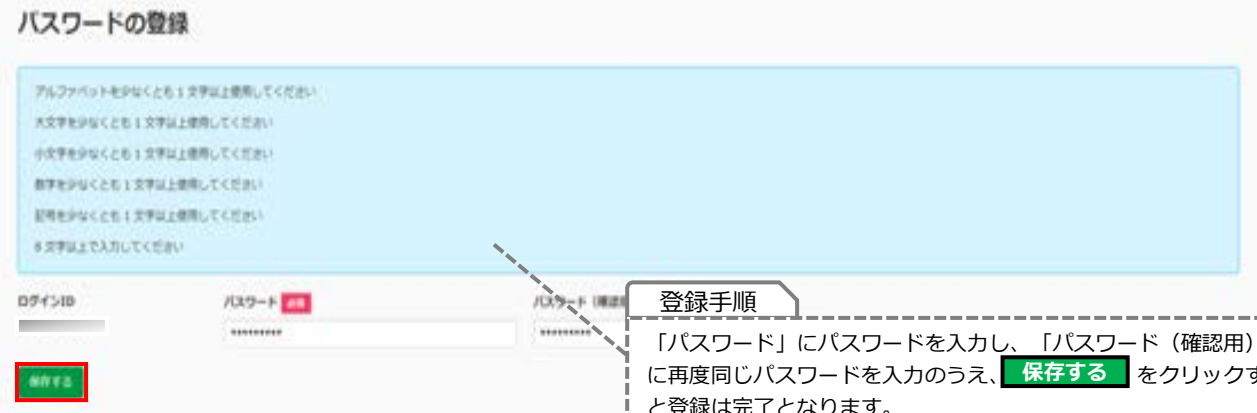 パスワードの登録
アルファベットを少なくとも1文字以上使用してください
大文字を少なくとも1文字以上使用してください
小文字を少なくとも1文字以上使用してください
数字を少なくとも1文字以上使用してください
記号を少なくとも1文字以上使用してください
文字以上で入力してください
ログインID
パスワード 必須
パスワード（確認
*********
*********
保存する
登録手順
「パスワード」にパスワードを入力し、「パスワード（確認用）
に再度同じパスワードを入力のうえ、 保存する をクリックす
と登録は完了となります。